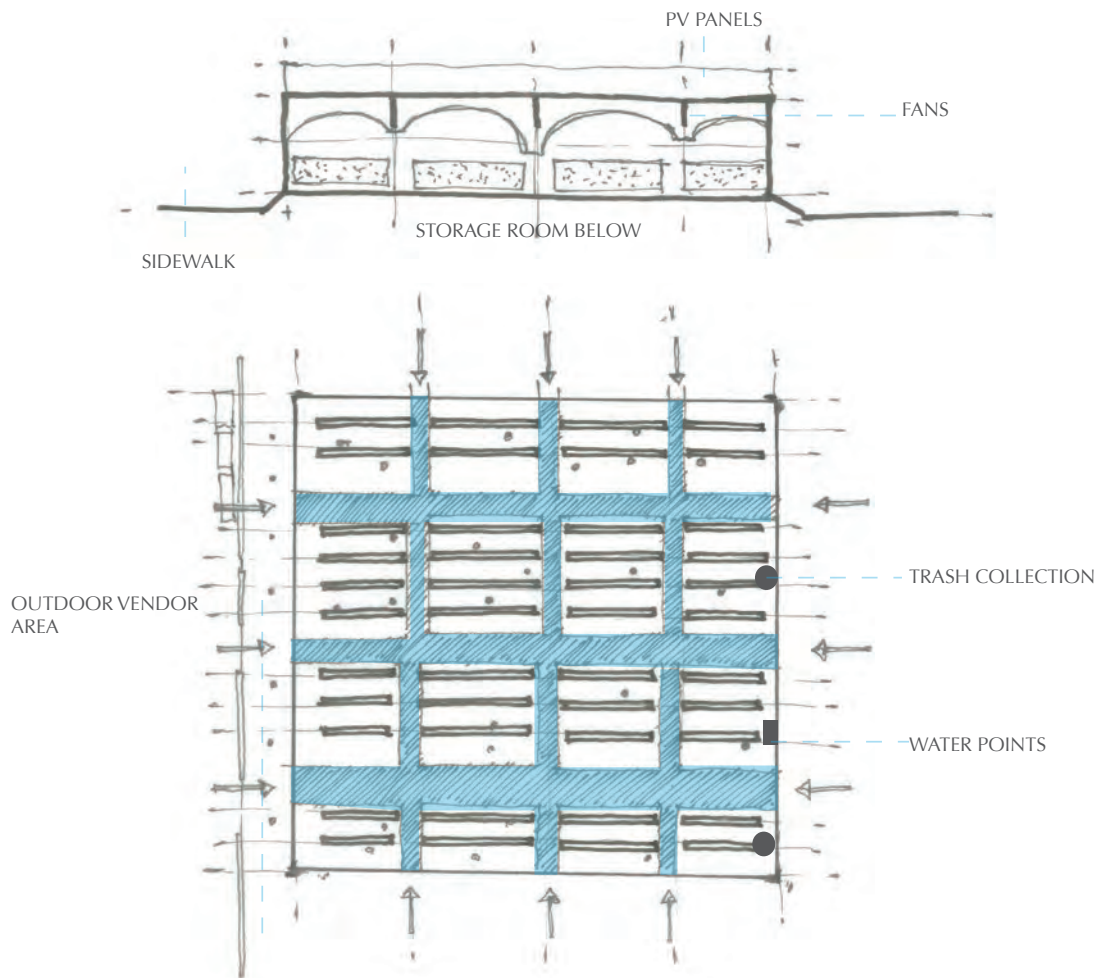 PV PANELS
FANS
STORAGE ROOM BELOW
SIDEWALK
TRASH COLLECTION
OUTDOOR VENDOR
AREA
WATER POINTS